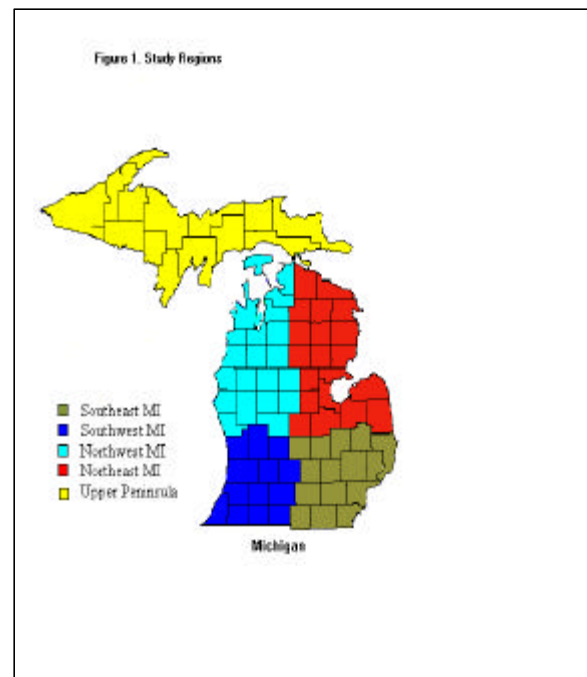 Figure 1. Study Regions
Southeast MI
Southwest MI
Northwest MI
Northeast MI
Upper Peninsula
Michigan